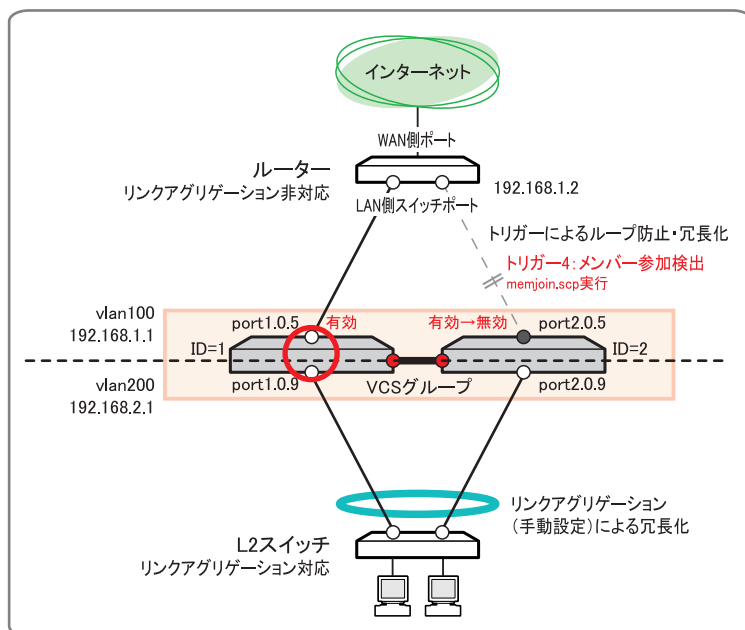 インターネット
WAN側ポート
ルーター
リンクアグリゲーション非対応
192.168.1.2
LAN側スイッチポート
トリガーによるループ防止・冗長化
トリガー4：メンバー参加検出
memjoin.scp実行
vlan100
192.168.1.1
port1.0.5
有効
有効→無効
port2.0.5
ID=1
ID=2
vlan200
192.168.2.1
port1.0.9
VCSグループ
port2.0.9
リンクアグリゲーション
（手動設定）による冗長化
L2スイッチ
リンクアグリゲーション対応